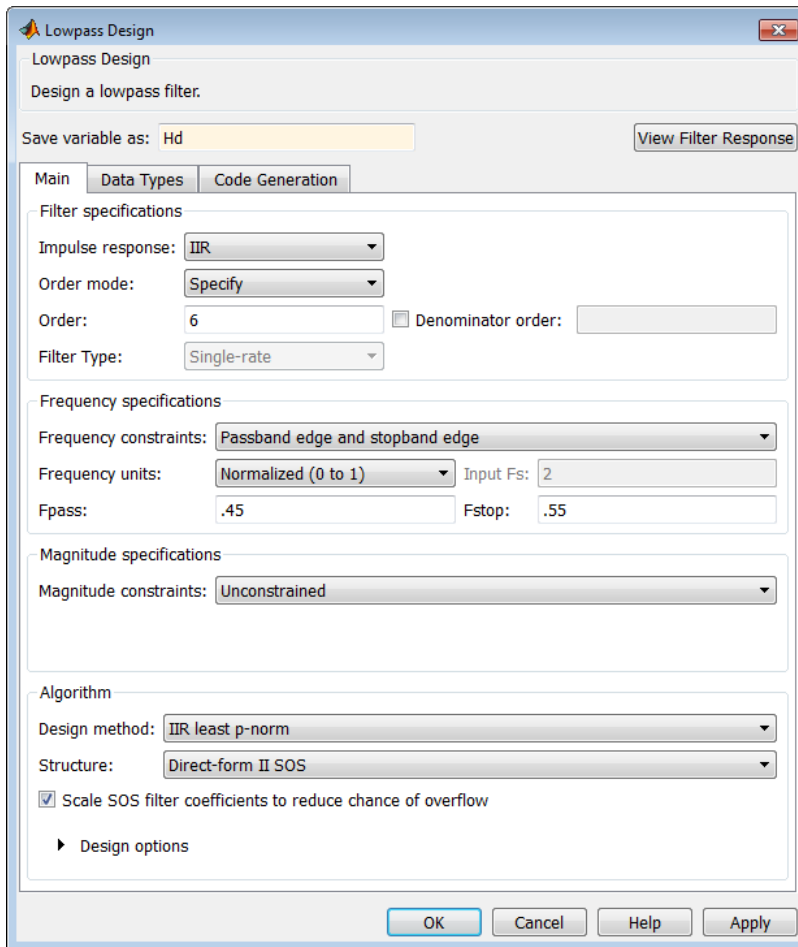 Lowpass Design
Lowpass Design
Design a lowpass filter.
Save variable as: Hd View Filter Response
Main Data Types Code Generation
Filter specifications
Impulse response: IIR
Order mode: Specify
Order: 6 Denominator order:
Filter Type: Single-rate
Frequency specifications
Frequency constraints: Passband edge and stopband edge
Frequency units: Normalized (0 to 1) Input Fs: 2
Fpass: .45 Fstop: .55
Magnitude specifications
Magnitude constraints: Unconstrained
Algorithm
Design method: IIR least p-norm
Structure: Direct-form II SOS
Scale SOS filter coefficients to reduce chance of overflow
Design options
OK Cancel Help Apply